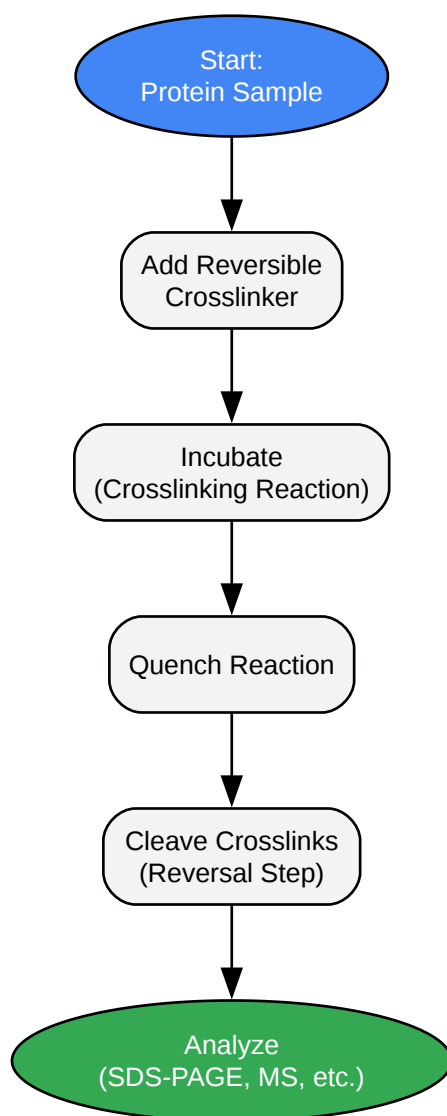 Start:
Protein Sample
Add Reversible
Crosslinker
Incubate
(Crosslinking Reaction)
Quench Reaction
Cleave Crosslinks
(Reversal Step)
Analyze
(SDS-PAGE, MS, etc.)